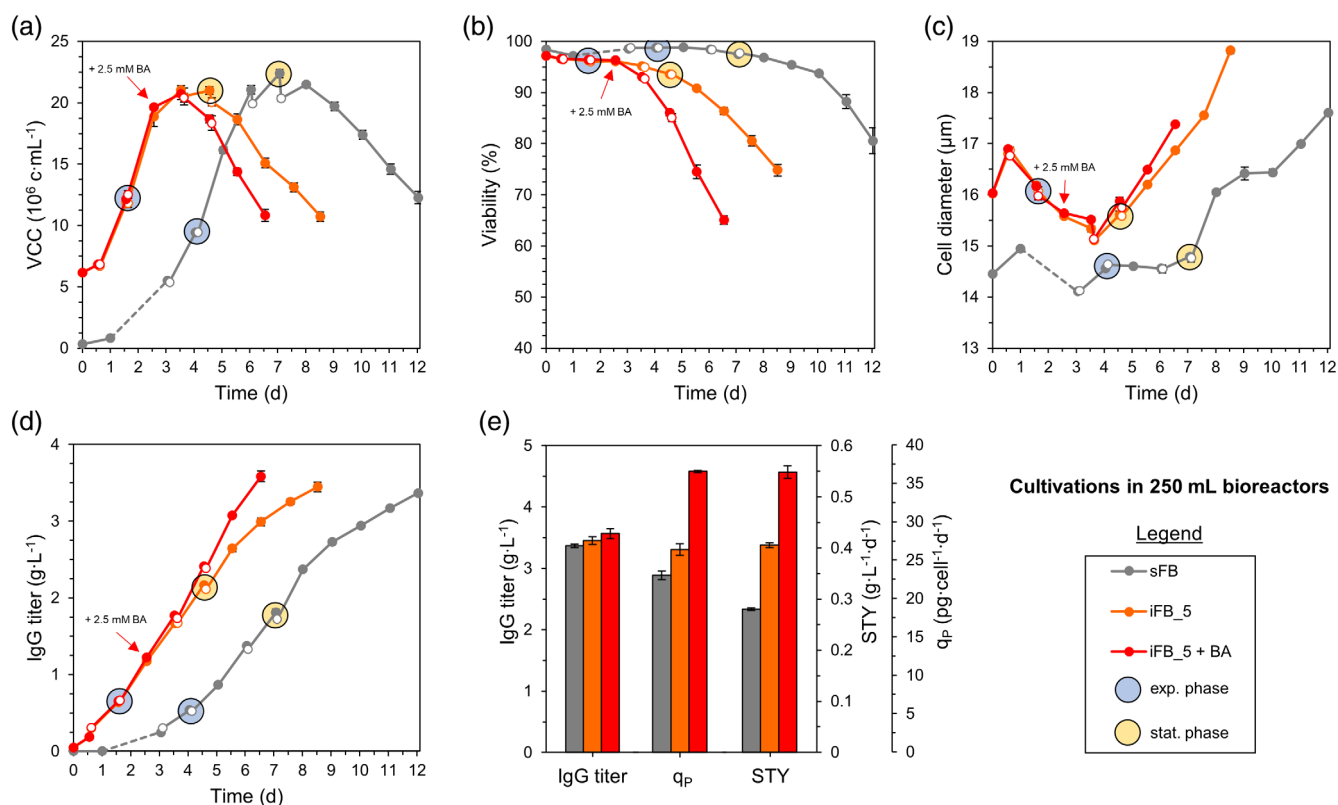 (a)
25
20
15
10
5
0
VCC (10⁶ c·mL⁻¹)
+ 2.5 mM BA
0 1 2 3 4 5 6 7 8 9 10 11 12
Time (d)
(b)
100
90
80
70
60
50
40
Viability (%)
+ 2.5 mM BA
0 1 2 3 4 5 6 7 8 9 10 11 12
Time (d)
(c)
19
18
17
16
15
14
13
Cell diameter (µm)
+ 2.5 mM BA
0 1 2 3 4 5 6 7 8 9 10 11 12
Time (d)
(d)
5
4
3
2
1
0
IgG titer (g·L⁻¹)
+ 2.5 mM BA
0 1 2 3 4 5 6 7 8 9 10 11 12
Time (d)
(e)
5
4
3
2
1
0
IgG titer (g·L⁻¹)
IgG titer qₚ STY
0.6
0.5
0.4
0.3
0.2
0.1
0
STY (g·L⁻¹·d⁻¹)
40
35
30
25
20
15
10
5
0
qₚ (pg·cell⁻¹·d⁻¹)
Cultivations in 250 mL bioreactors
Legend
sFB
iFB_5
iFB_5 + BA
exp. phase
stat. phase